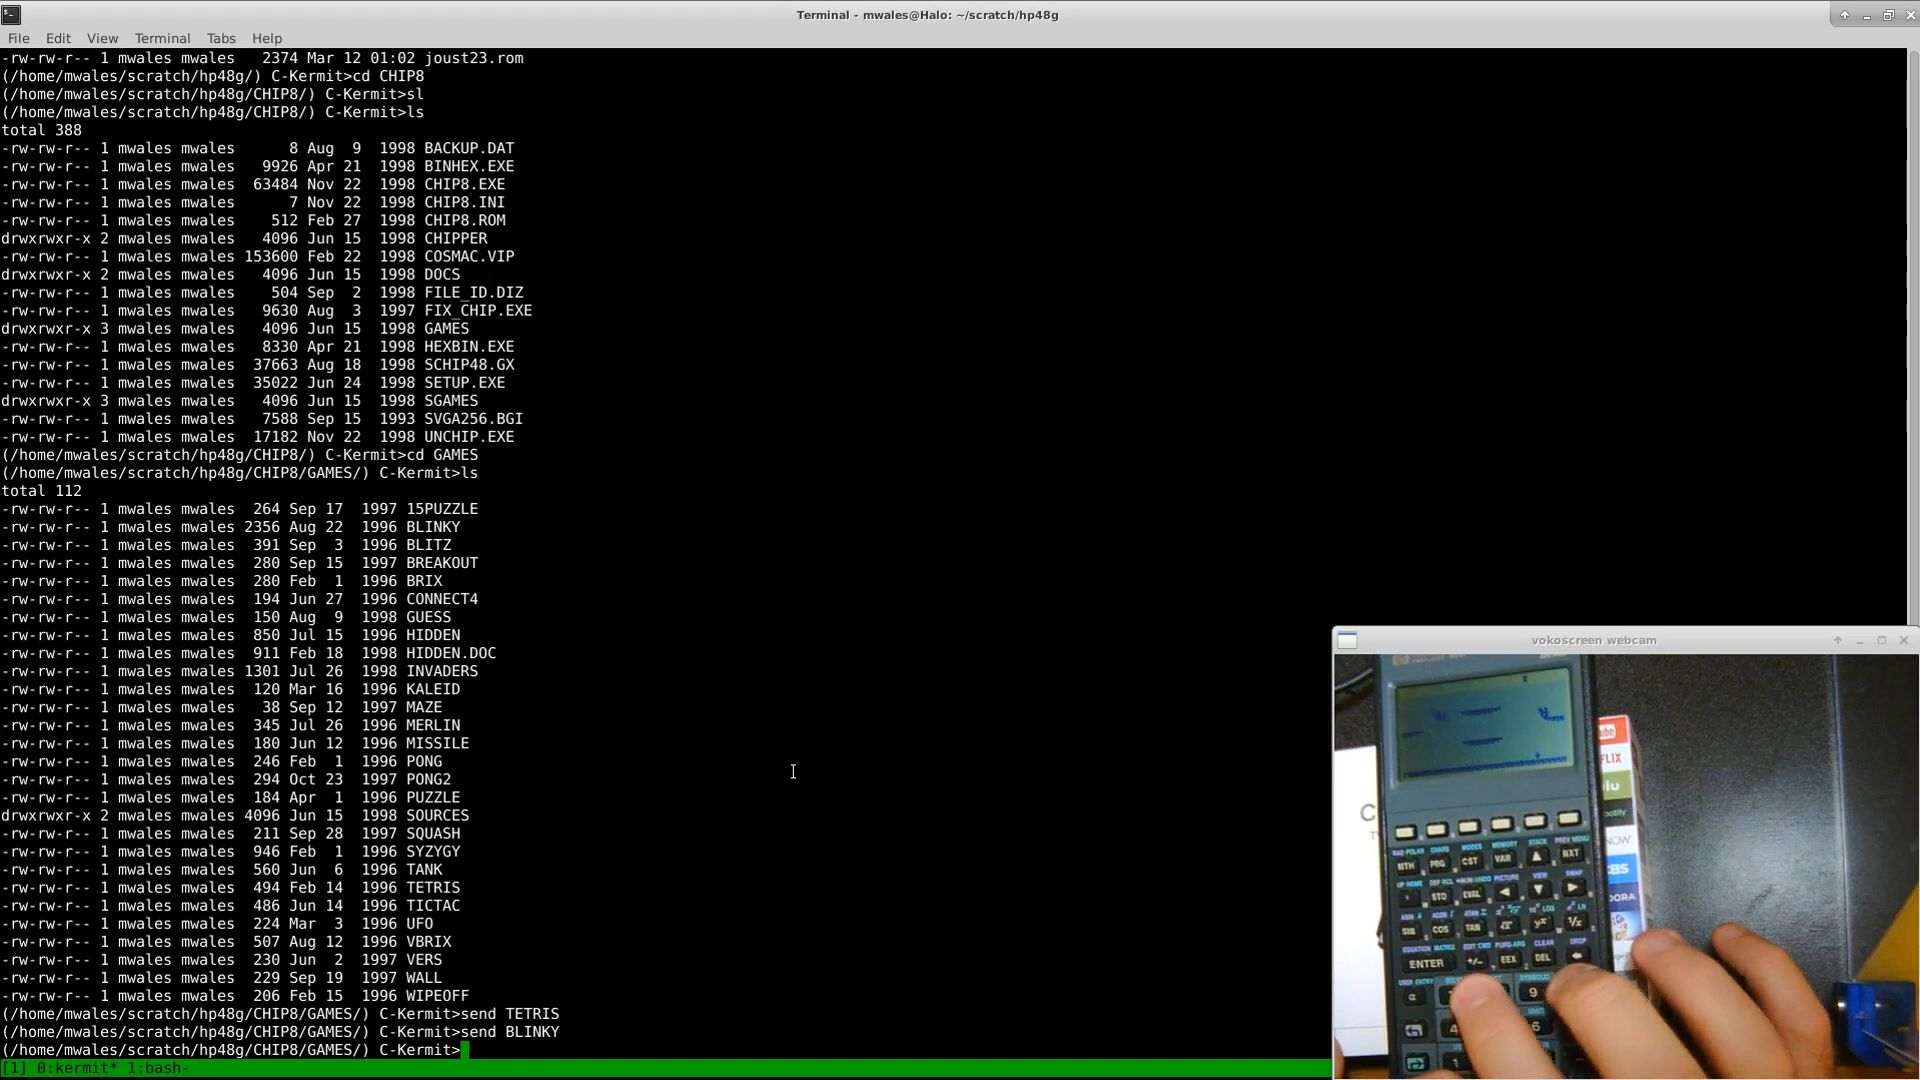 Terminal - mwales@Halo: ~/scratch/hp48g
File Edit View Terminal Tabs Help
-rw-rw-r-- 1 mwales mwales   2374 Mar 12 01:02 joust23.rom
(/home/mwales/scratch/hp48g/) C-Kermit>cd CHIP8
(/home/mwales/scratch/hp48g/CHIP8/) C-Kermit>sl
(/home/mwales/scratch/hp48g/CHIP8/) C-Kermit>ls
total 388
-rw-rw-r-- 1 mwales mwales      8 Aug  9  1998 BACKUP.DAT
-rw-rw-r-- 1 mwales mwales   9926 Apr 21  1998 BINHEX.EXE
-rw-rw-r-- 1 mwales mwales  63484 Nov 22  1998 CHIP8.EXE
-rw-rw-r-- 1 mwales mwales      7 Nov 22  1998 CHIP8.INI
-rw-rw-r-- 1 mwales mwales    512 Feb 27  1998 CHIP8.ROM
drwxrwxr-x 2 mwales mwales   4096 Jun 15  1998 CHIPPER
-rw-rw-r-- 1 mwales mwales 153600 Feb 22  1998 COSMAC.VIP
drwxrwxr-x 2 mwales mwales   4096 Jun 15  1998 DOCS
-rw-rw-r-- 1 mwales mwales    504 Sep  2  1998 FILE_ID.DIZ
-rw-rw-r-- 1 mwales mwales   9630 Aug  3  1997 FIX_CHIP.EXE
drwxrwxr-x 3 mwales mwales   4096 Jun 15  1998 GAMES
-rw-rw-r-- 1 mwales mwales   8330 Apr 21  1998 HEXBIN.EXE
-rw-rw-r-- 1 mwales mwales  37663 Aug 18  1998 SCHIP48.GX
-rw-rw-r-- 1 mwales mwales  35022 Jun 24  1998 SETUP.EXE
drwxrwxr-x 3 mwales mwales   4096 Jun 15  1998 SGAMES
-rw-rw-r-- 1 mwales mwales   7588 Sep 15  1993 SVGA256.BGI
-rw-rw-r-- 1 mwales mwales  17182 Nov 22  1998 UNCHIP.EXE
(/home/mwales/scratch/hp48g/CHIP8/) C-Kermit>cd GAMES
(/home/mwales/scratch/hp48g/CHIP8/GAMES/) C-Kermit>ls
total 112
-rw-rw-r-- 1 mwales mwales  264 Sep 17  1997 15PUZZLE
-rw-rw-r-- 1 mwales mwales 2356 Aug 22  1996 BLINKY
-rw-rw-r-- 1 mwales mwales  391 Sep  3  1996 BLITZ
-rw-rw-r-- 1 mwales mwales  280 Sep 15  1997 BREAKOUT
-rw-rw-r-- 1 mwales mwales  280 Feb  1  1996 BRIX
-rw-rw-r-- 1 mwales mwales  194 Jun 27  1996 CONNECT4
-rw-rw-r-- 1 mwales mwales  150 Aug  9  1998 GUESS
-rw-rw-r-- 1 mwales mwales  850 Jul 15  1996 HIDDEN
-rw-rw-r-- 1 mwales mwales  911 Feb 18  1998 HIDDEN.DOC
-rw-rw-r-- 1 mwales mwales 1301 Jul 26  1998 INVADERS
-rw-rw-r-- 1 mwales mwales  120 Mar 16  1996 KALEID
-rw-rw-r-- 1 mwales mwales   38 Sep 12  1997 MAZE
-rw-rw-r-- 1 mwales mwales  345 Jul 26  1996 MERLIN
-rw-rw-r-- 1 mwales mwales  180 Jun 12  1996 MISSILE
-rw-rw-r-- 1 mwales mwales  246 Feb  1  1996 PONG
-rw-rw-r-- 1 mwales mwales  294 Oct 23  1997 PONG2
-rw-rw-r-- 1 mwales mwales  184 Apr  1  1996 PUZZLE
drwxrwxr-x 2 mwales mwales 4096 Jun 15  1998 SOURCES
-rw-rw-r-- 1 mwales mwales  211 Sep 28  1997 SQUASH
-rw-rw-r-- 1 mwales mwales  946 Feb  1  1996 SYZYGY
-rw-rw-r-- 1 mwales mwales  560 Jun  6  1996 TANK
-rw-rw-r-- 1 mwales mwales  494 Feb 14  1996 TETRIS
-rw-rw-r-- 1 mwales mwales  486 Jun 14  1996 TICTAC
-rw-rw-r-- 1 mwales mwales  224 Mar  3  1996 UFO
-rw-rw-r-- 1 mwales mwales  507 Aug 12  1996 VBRIX
-rw-rw-r-- 1 mwales mwales  230 Jun  2  1996 VERS
-rw-rw-r-- 1 mwales mwales  229 Sep 19  1997 WALL
-rw-rw-r-- 1 mwales mwales  206 Feb 15  1996 WIPEOFF
(/home/mwales/scratch/hp48g/CHIP8/GAMES/) C-Kermit>send TETRIS
(/home/mwales/scratch/hp48g/CHIP8/GAMES/) C-Kermit>send BLINKY
(/home/mwales/scratch/hp48g/CHIP8/GAMES/) C-Kermit>
[1] 0:kermit* 1:bash-
vokoscreen webcam
MTH PRG CST VAR NXT
STO EVAL
SIN COS TAN 1/x
ENTER +/- EEX DEL
9
6